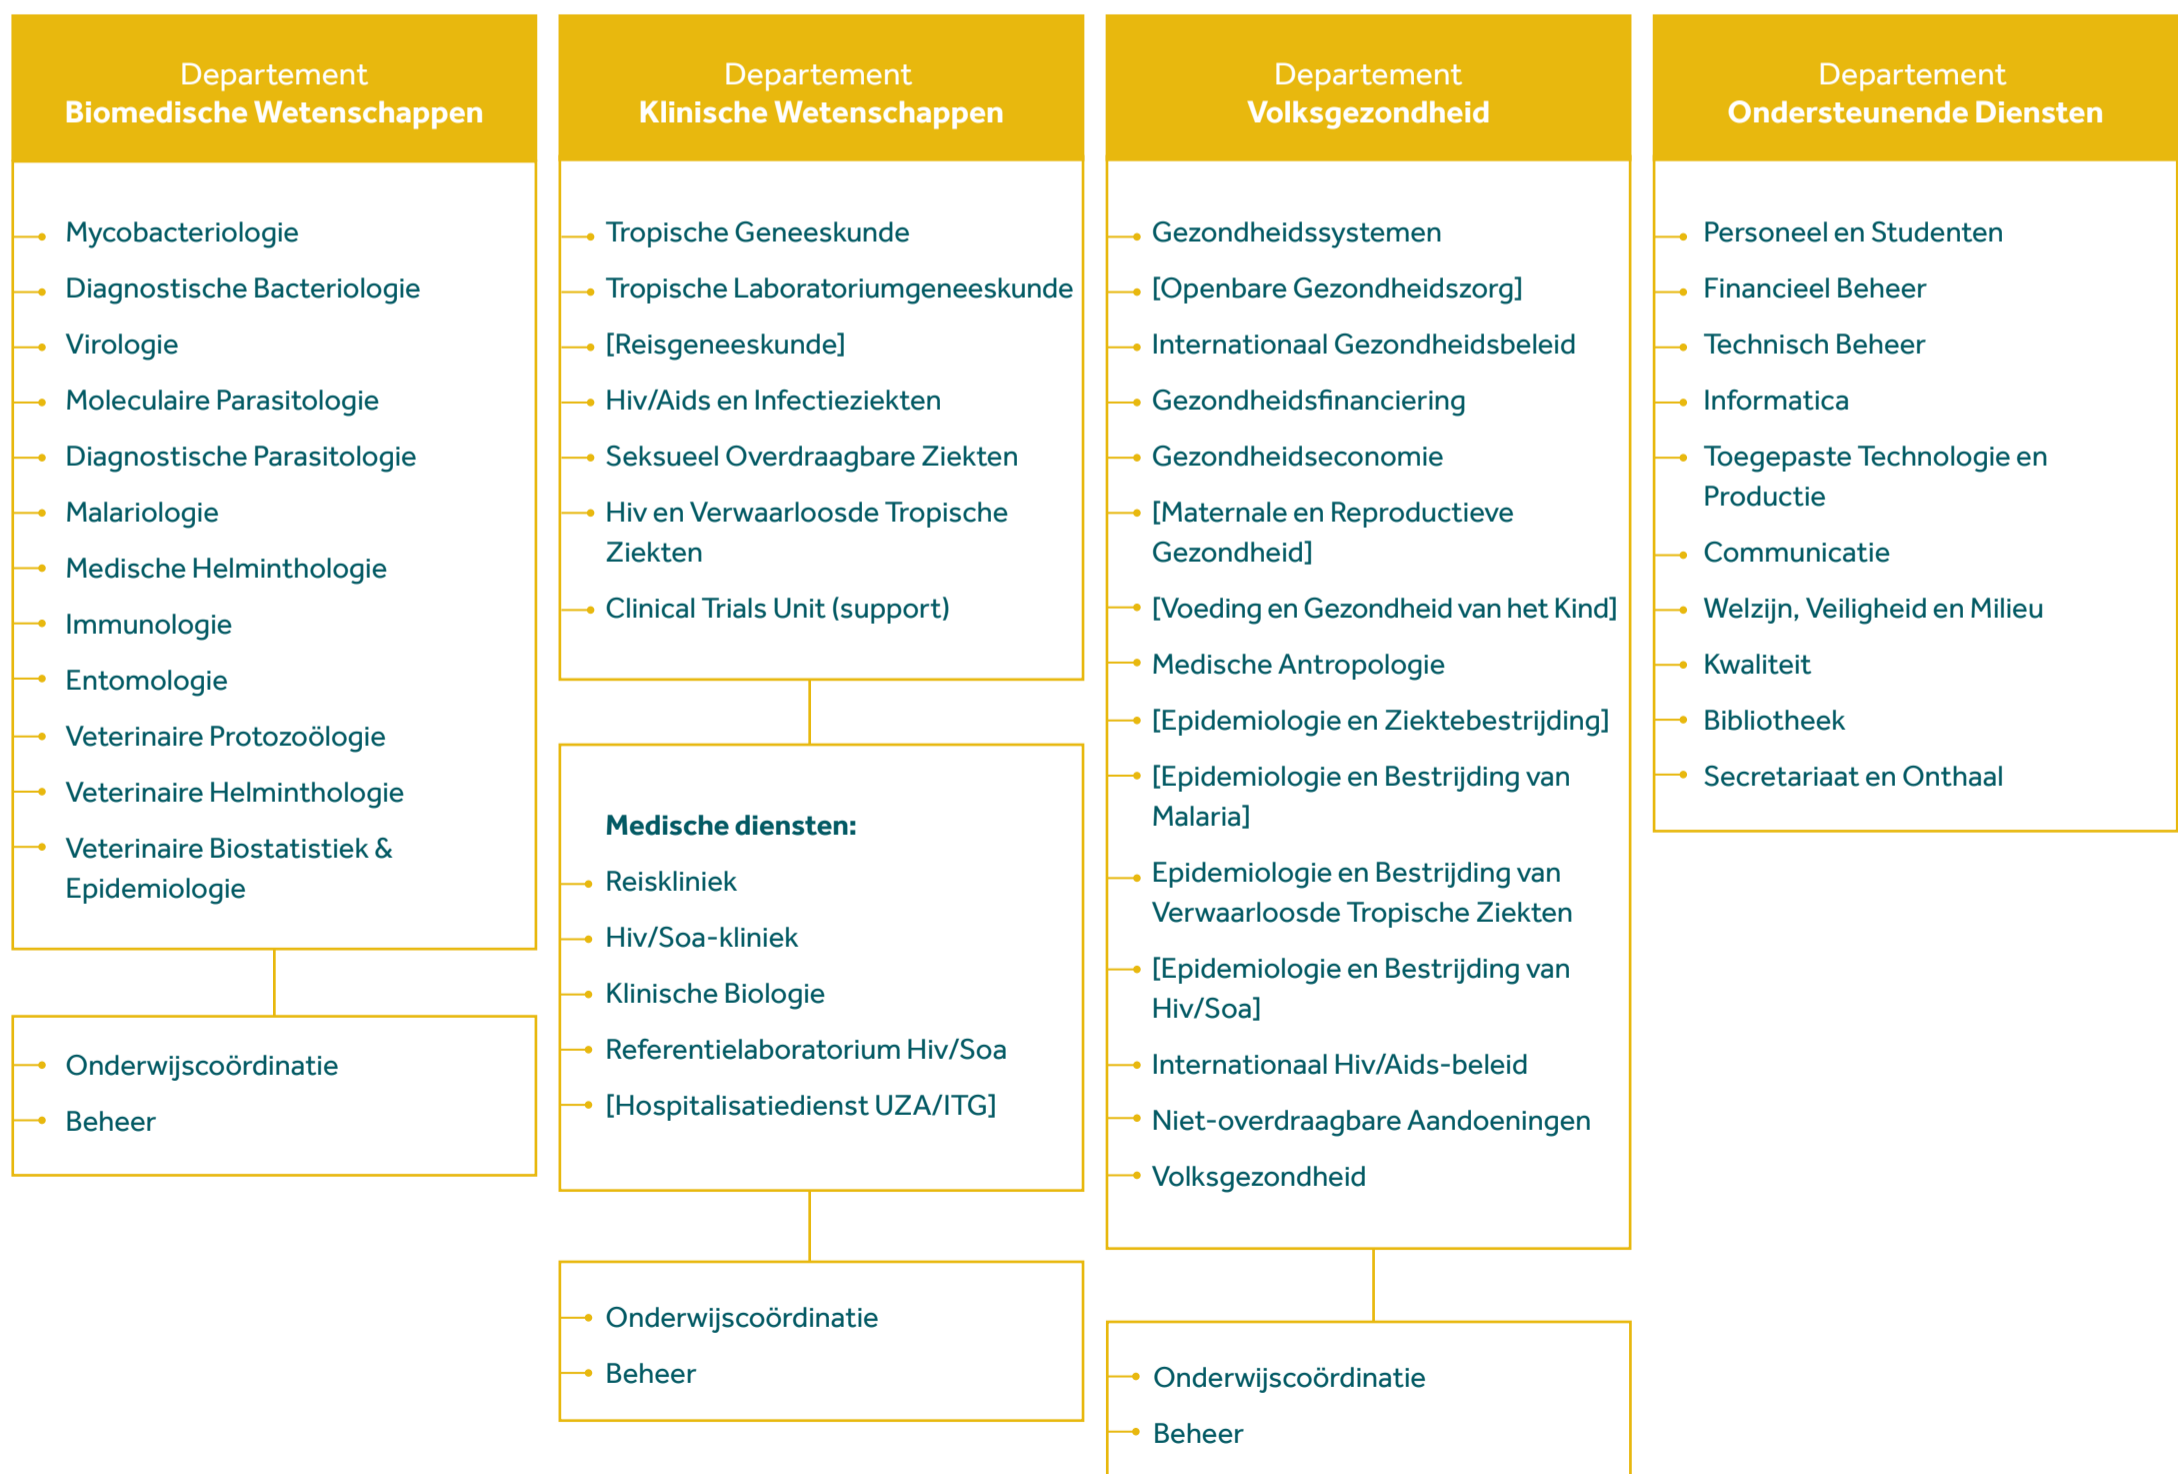 Departement
Biomedische Wetenschappen
Mycobacteriologie
Diagnostische Bacteriologie
Virologie
Moleculaire Parasitologie
Diagnostische Parasitologie
Malariologie
Medische Helminthologie
Immunologie
Entomologie
Veterinaire Protozoölogie
Veterinaire Helminthologie
Veterinaire Biostatistiek &
Epidemiologie
Onderwijscoördinatie
Beheer
Departement
Klinische Wetenschappen
Tropische Geneeskunde
Tropische Laboratoriumgeneeskunde
[Reisgeneeskunde]
Hiv/Aids en Infectieziekten
Seksueel Overdraagbare Ziekten
Hiv en Verwaarloosde Tropische
Ziekten
Clinical Trials Unit (support)
Medische diensten:
Reiskliniek
Hiv/Soa-kliniek
Klinische Biologie
Referentielaboratorium Hiv/Soa
[Hospitalisatiedienst UZA/ITG]
Onderwijscoördinatie
Beheer
Departement
Volksgezondheid
Gezondheidssystemen
[Openbare Gezondheidszorg]
Internationaal Gezondheidsbeleid
Gezondheidsfinanciering
Gezondheidseconomie
[Maternale en Reproductieve
Gezondheid]
[Voeding en Gezondheid van het Kind]
Medische Antropologie
[Epidemiologie en Ziektebestrijding]
[Epidemiologie en Bestrijding van
Malaria]
Epidemiologie en Bestrijding van
Verwaarloosde Tropische Ziekten
[Epidemiologie en Bestrijding van
Hiv/Soa]
Internationaal Hiv/Aids-beleid
Niet-overdraagbare Aandoeningen
Volksgezondheid
Onderwijscoördinatie
Beheer
Departement
Ondersteunende Diensten
Personeel en Studenten
Financieel Beheer
Technisch Beheer
Informatica
Toegepaste Technologie en
Productie
Communicatie
Welzijn, Veiligheid en Milieu
Kwaliteit
Bibliotheek
Secretariaat en Onthaal